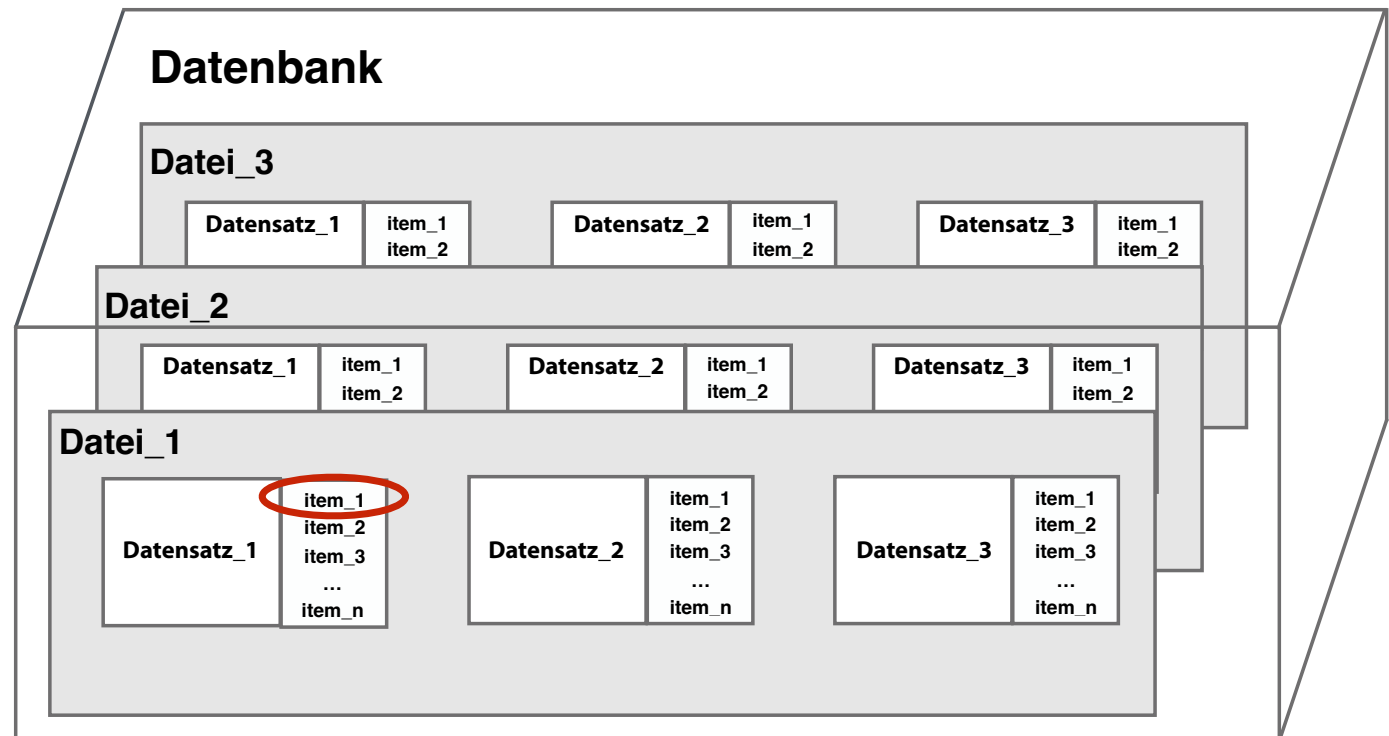 Datenbank
Datei_3
Datensatz_1 item_1 Datensatz_2 item_1 Datensatz_3 item_1
item_2 item_2 item_2
Datei_2
Datensatz_1 item_1 Datensatz_2 item_1 Datensatz_3 item_1
item_2 item_2 item_2
Datei_1
item_1 item_1 item_1
item_2 item_2 item_2
Datensatz_1 item_3 Datensatz_2 item_3 Datensatz_3 item_3
... ... ...
item_n item_n item_n